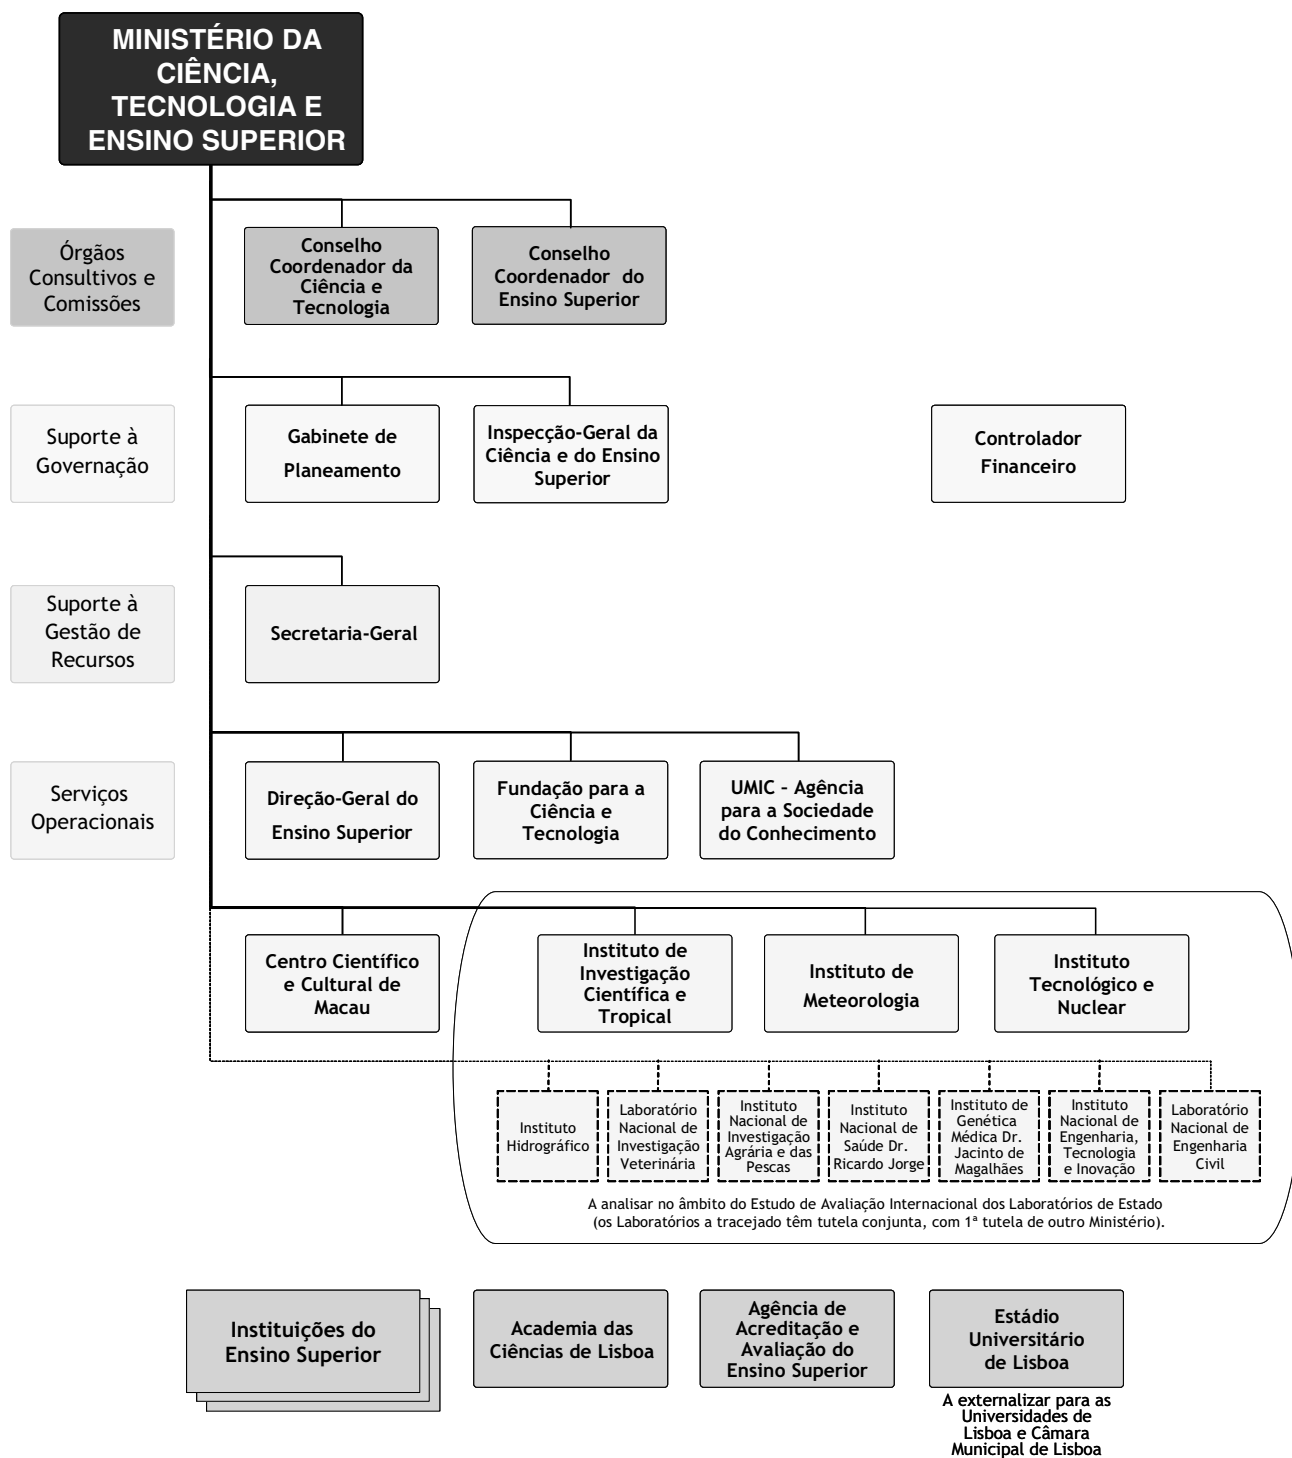 MINISTÉRIO DA
CIÊNCIA,
TECNOLOGIA E
ENSINO SUPERIOR
Órgãos
Consultivos e
Comissões
Conselho
Coordenador da
Ciência e
Tecnologia
Conselho
Coordenador do
Ensino Superior
Suporte à
Governação
Gabinete de
Planeamento
Inspecção-Geral da
Ciência e do Ensino
Superior
Controlador
Financeiro
Suporte à
Gestão de
Recursos
Secretaria-Geral
Serviços
Operacionais
Direção-Geral do
Ensino Superior
Fundação para a
Ciência e
Tecnologia
UMIC - Agência
para a Sociedade
do Conhecimento
Centro Científico
e Cultural de
Macau
Instituto de
Investigação
Científica e
Tropical
Instituto de
Meteorologia
Instituto
Tecnológico e
Nuclear
Instituto
Hidrográfico
Laboratório
Nacional de
Investigação
Veterinária
Instituto
Nacional de
Investigação
Agrária e das
Pescas
Instituto
Nacional de
Saúde Dr.
Ricardo Jorge
Instituto de
Genética
Médica Dr.
Jacinto de
Magalhães
Instituto
Nacional de
Engenharia,
Tecnologia
e Inovação
Laboratório
Nacional de
Engenharia
Civil
A analisar no âmbito do Estudo de Avaliação Internacional dos Laboratórios de Estado
(os Laboratórios a tracejado têm tutela conjunta, com 1ª tutela de outro Ministério).
Instituições do
Ensino Superior
Academia das
Ciências de Lisboa
Agência de
Acreditação e
Avaliação do
Ensino Superior
Estádio
Universitário
de Lisboa
A externalizar para as
Universidades de
Lisboa e Câmara
Municipal de Lisboa